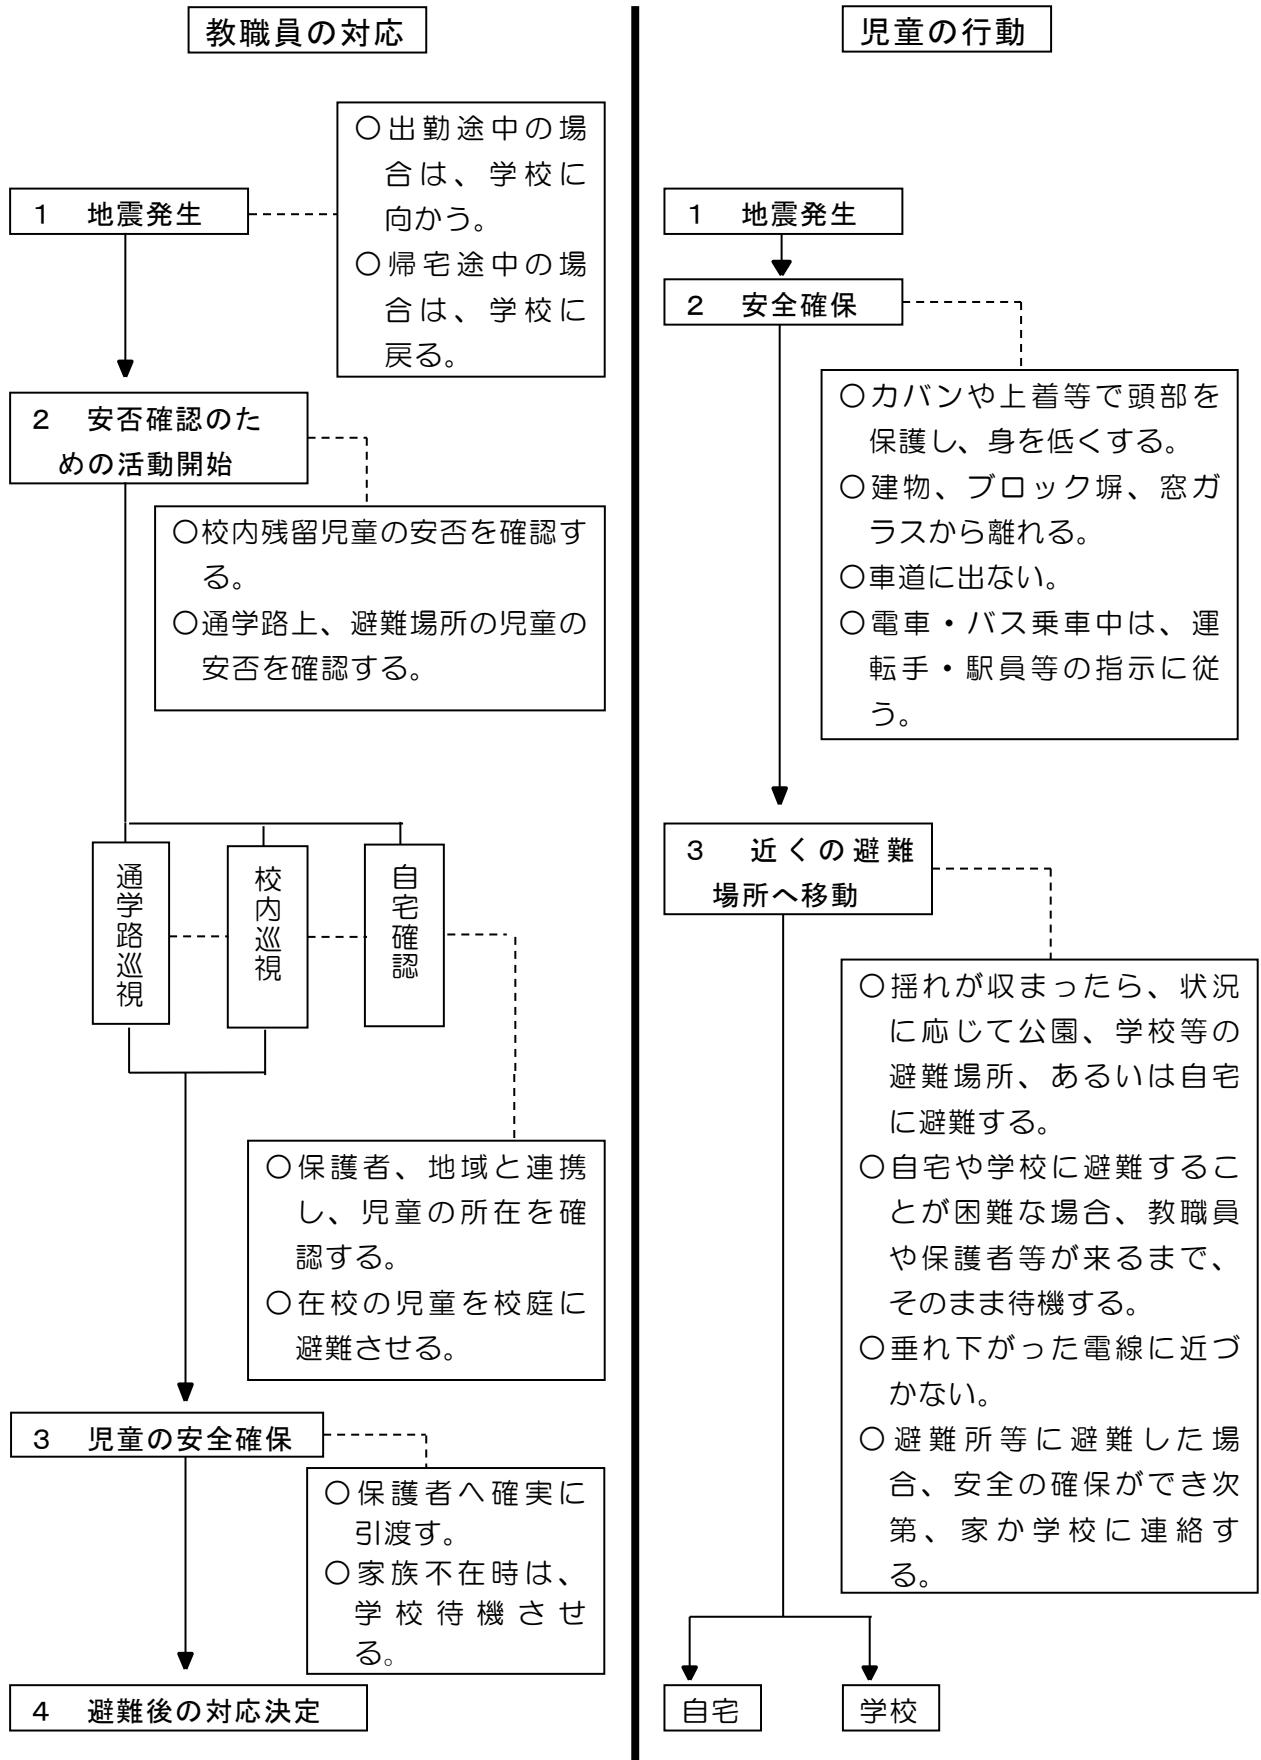 教職員の対応
1 地震発生
○出勤途中の場
合は、学校に
向かう。
○帰宅途中の場
合は、学校に
戻る。
2 安否確認のた
めの活動開始
○校内残留児童の安否を確認す
る。
○通学路上、避難場所の児童の
安否を確認する。
通学路巡視
校内巡視
自宅確認
○保護者、地域と連携
し、児童の所在を確
認する。
○在校の児童を校庭に
避難させる。
3 児童の安全確保
○保護者へ確実に
引渡す。
○家族不在時は、
学校待機させ
る。
4 避難後の対応決定
児童の行動
1 地震発生
2 安全確保
○カバンや上着等で頭部を
保護し、身を低くする。
○建物、ブロック塀、窓ガ
ラスから離れる。
○車道に出ない。
○電車・バス乗車中は、運
転手・駅員等の指示に従
う。
3 近くの避難
場所へ移動
○揺れが収まったら、状況
に応じて公園、学校等の
避難場所、あるいは自宅
に避難する。
○自宅や学校に避難するこ
とが困難な場合、教職員
や保護者等が来るまで、
そのまま待機する。
○垂れ下がった電線に近づ
かない。
○避難所等に避難した場
合、安全の確保ができ次
第、家か学校に連絡す
る。
自宅
学校